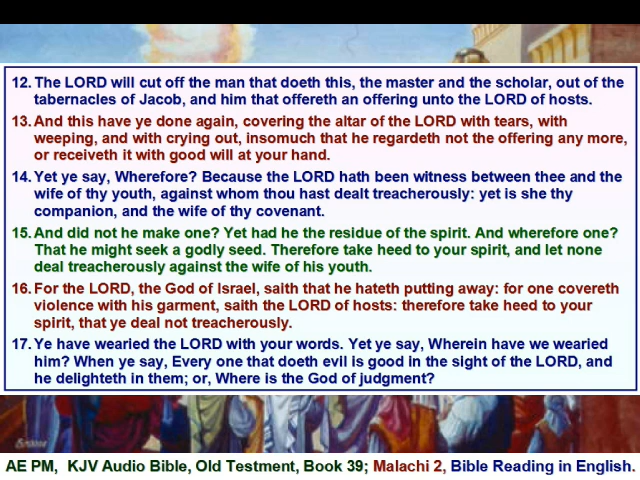 12. The LORD will cut off the man that doeth this, the master and the scholar, out of the
tabernacles of Jacob, and him that offereth an offering unto the LORD of hosts.
13. And this have ye done again, covering the altar of the LORD with tears, with
weeping, and with crying out, insomuch that he regardeth not the offering any more,
or receiveth it with good will at your hand.
14. Yet ye say, Wherefore? Because the LORD hath been witness between thee and the
wife of thy youth, against whom thou hast dealt treacherously: yet is she thy
companion, and the wife of thy covenant.
15. And did not he make one? Yet had he the residue of the spirit. And wherefore one?
That he might seek a godly seed. Therefore take heed to your spirit, and let none
deal treacherously against the wife of his youth.
16. For the LORD, the God of Israel, saith that he hateth putting away: for one covereth
violence with his garment, saith the LORD of hosts: therefore take heed to your
spirit, that ye deal not treacherously.
17. Ye have wearied the LORD with your words. Yet ye say, Wherein have we wearied
him? When ye say, Every one that doeth evil is good in the sight of the LORD, and
he delighteth in them; or, Where is the God of judgment?
AE PM, KJV Audio Bible, Old Testment, Book 39; Malachi 2, Bible Reading in English.